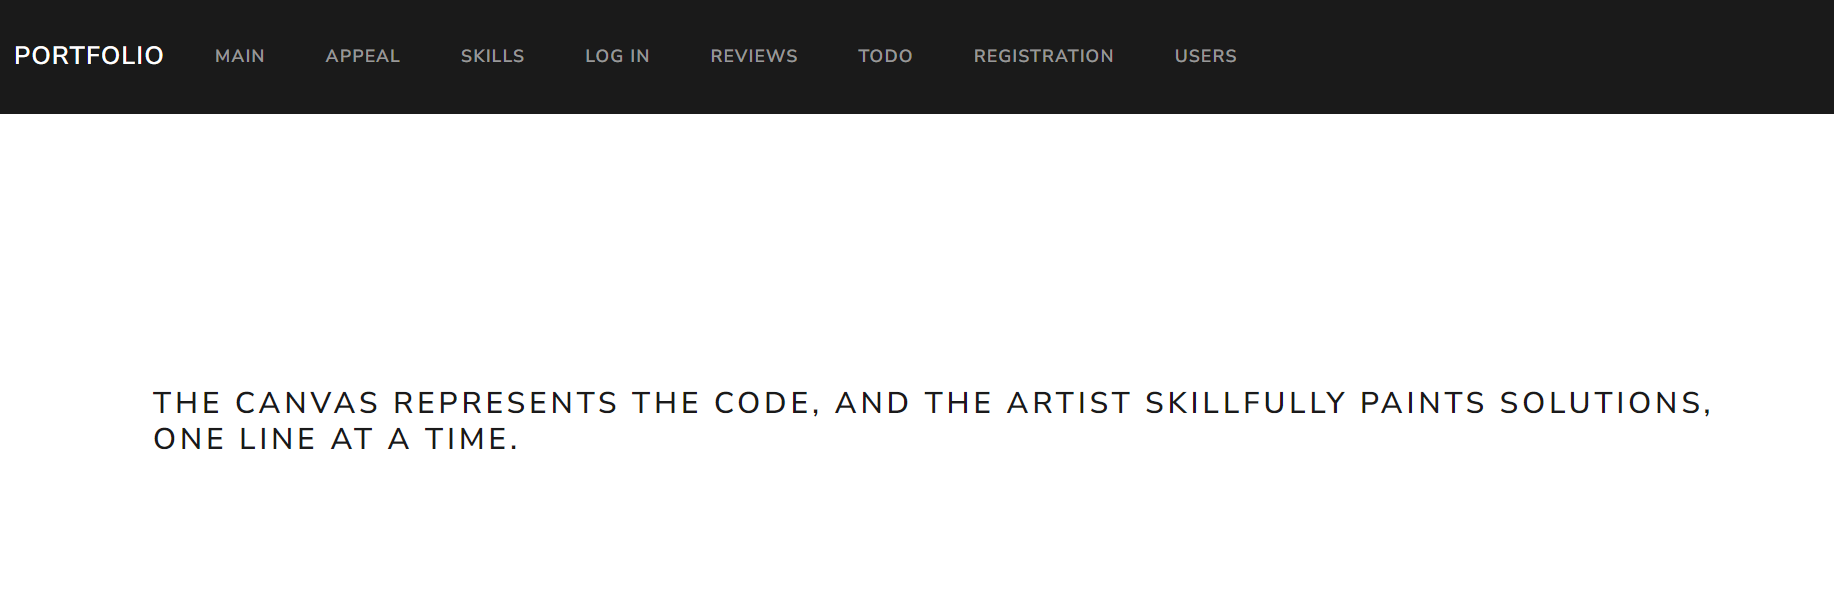 PORTFOLIO MAIN APPEAL SKILLS LOG IN REVIEWS TODO REGISTRATION USERS
THE CANVAS REPRESENTS THE CODE, AND THE ARTIST SKILLFULLY PAINTS SOLUTIONS,
ONE LINE AT A TIME.